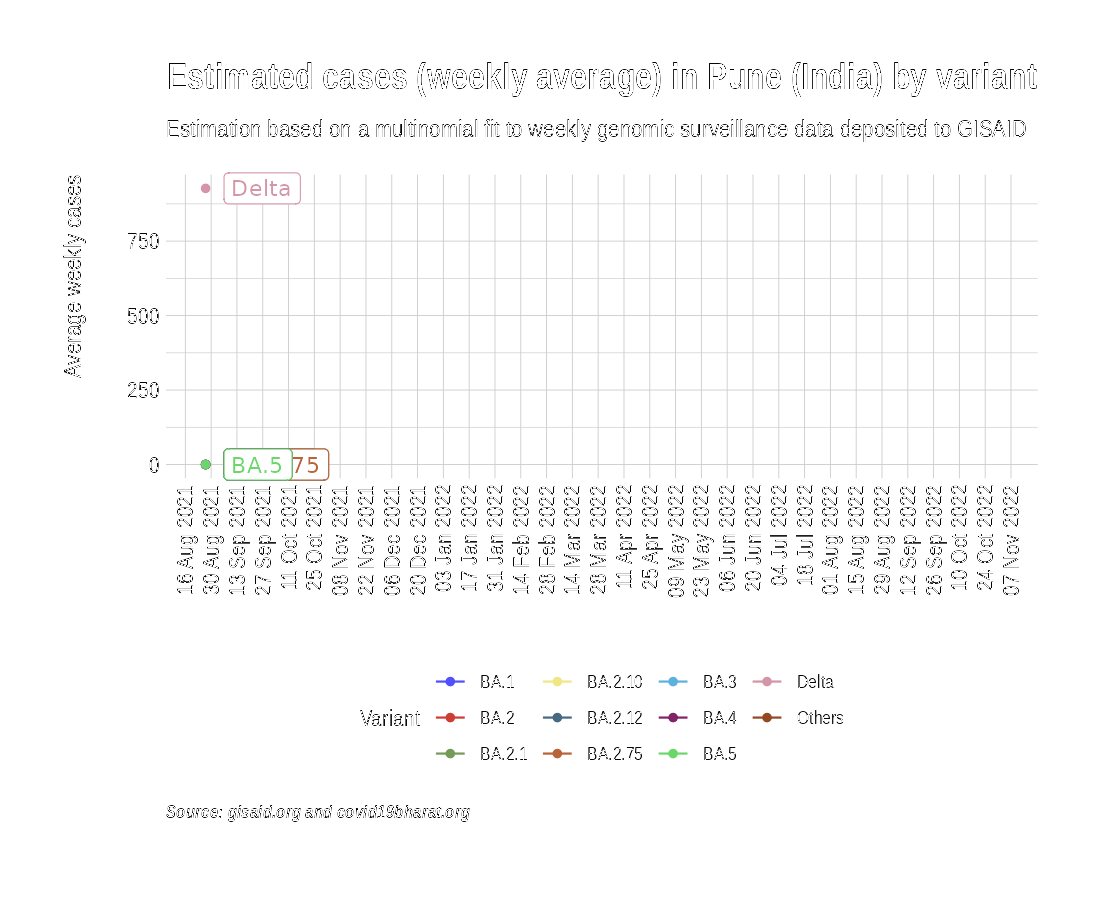 Estimated cases (weekly average) in Pune (India) by variant
Estimation based on a multinomial fit to weekly genomic surveillance data deposited to GISAID
Average weekly cases
Delta
750
500
250
0
BA.5
75
16 Aug 2021
30 Aug 2021
13 Sep 2021
27 Sep 2021
11 Oct 2021
25 Oct 2021
08 Nov 2021
22 Nov 2021
06 Dec 2021
20 Dec 2021
03 Jan 2022
17 Jan 2022
31 Jan 2022
14 Feb 2022
28 Feb 2022
14 Mar 2022
28 Mar 2022
11 Apr 2022
25 Apr 2022
09 May 2022
23 May 2022
06 Jun 2022
20 Jun 2022
04 Jul 2022
18 Jul 2022
01 Aug 2022
15 Aug 2022
29 Aug 2022
12 Sep 2022
26 Sep 2022
10 Oct 2022
24 Oct 2022
07 Nov 2022
BA.1 BA.2.10 BA.3 Delta
Variant BA.2 BA.2.12 BA.4 Others
BA.2.1 BA.2.75 BA.5
Source: gisaid.org and covid19bharat.org